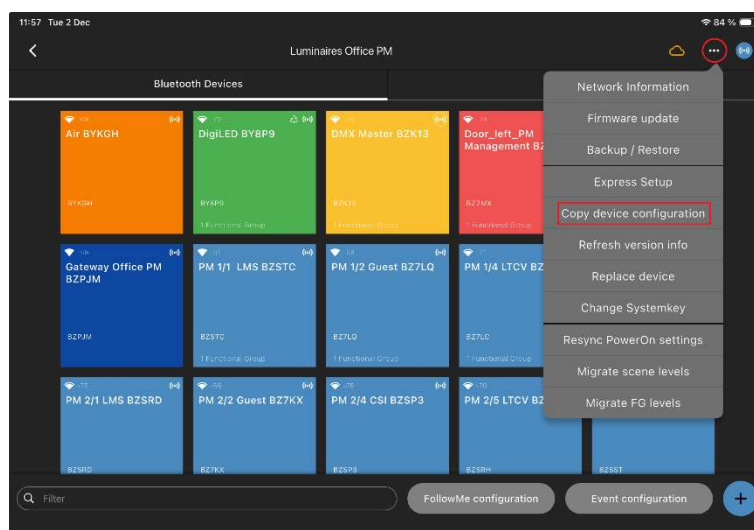 11:57 Tue 2 Dec
84 %
Luminaires Office PM
Bluetooth Devices
Air BYKGH
BYKGH
DigiLED BY8P9
BY8P9
1 Functional Group
DMX Master BZK13
BZK13
1 Functional Group
Door_left_PM
Management BZ
BZ2MX
1 Functional Group
Gateway Office PM
BZPJM
BZPJM
PM 1/1 LMS BZSTC
BZSTC
1 Functional Group
PM 1/2 Guest BZ7LQ
BZ7LQ
1 Functional Group
PM 1/4 LTCV BZ
BZ7LC
1 Functional Group
-75
PM 2/1 LMS BZSRD
BZSRD
-69
PM 2/2 Guest BZ7KX
BZ7KX
-76
PM 2/4 CSI BZSP3
BZSP3
-70
PM 2/5 LTCV BZ
BZSRH
BZSST
Network Information
Firmware update
Backup / Restore
Express Setup
Copy device configuration
Refresh version info
Replace device
Change Systemkey
Resync PowerOn settings
Migrate scene levels
Migrate FG levels
Filter
FollowMe configuration
Event configuration
+